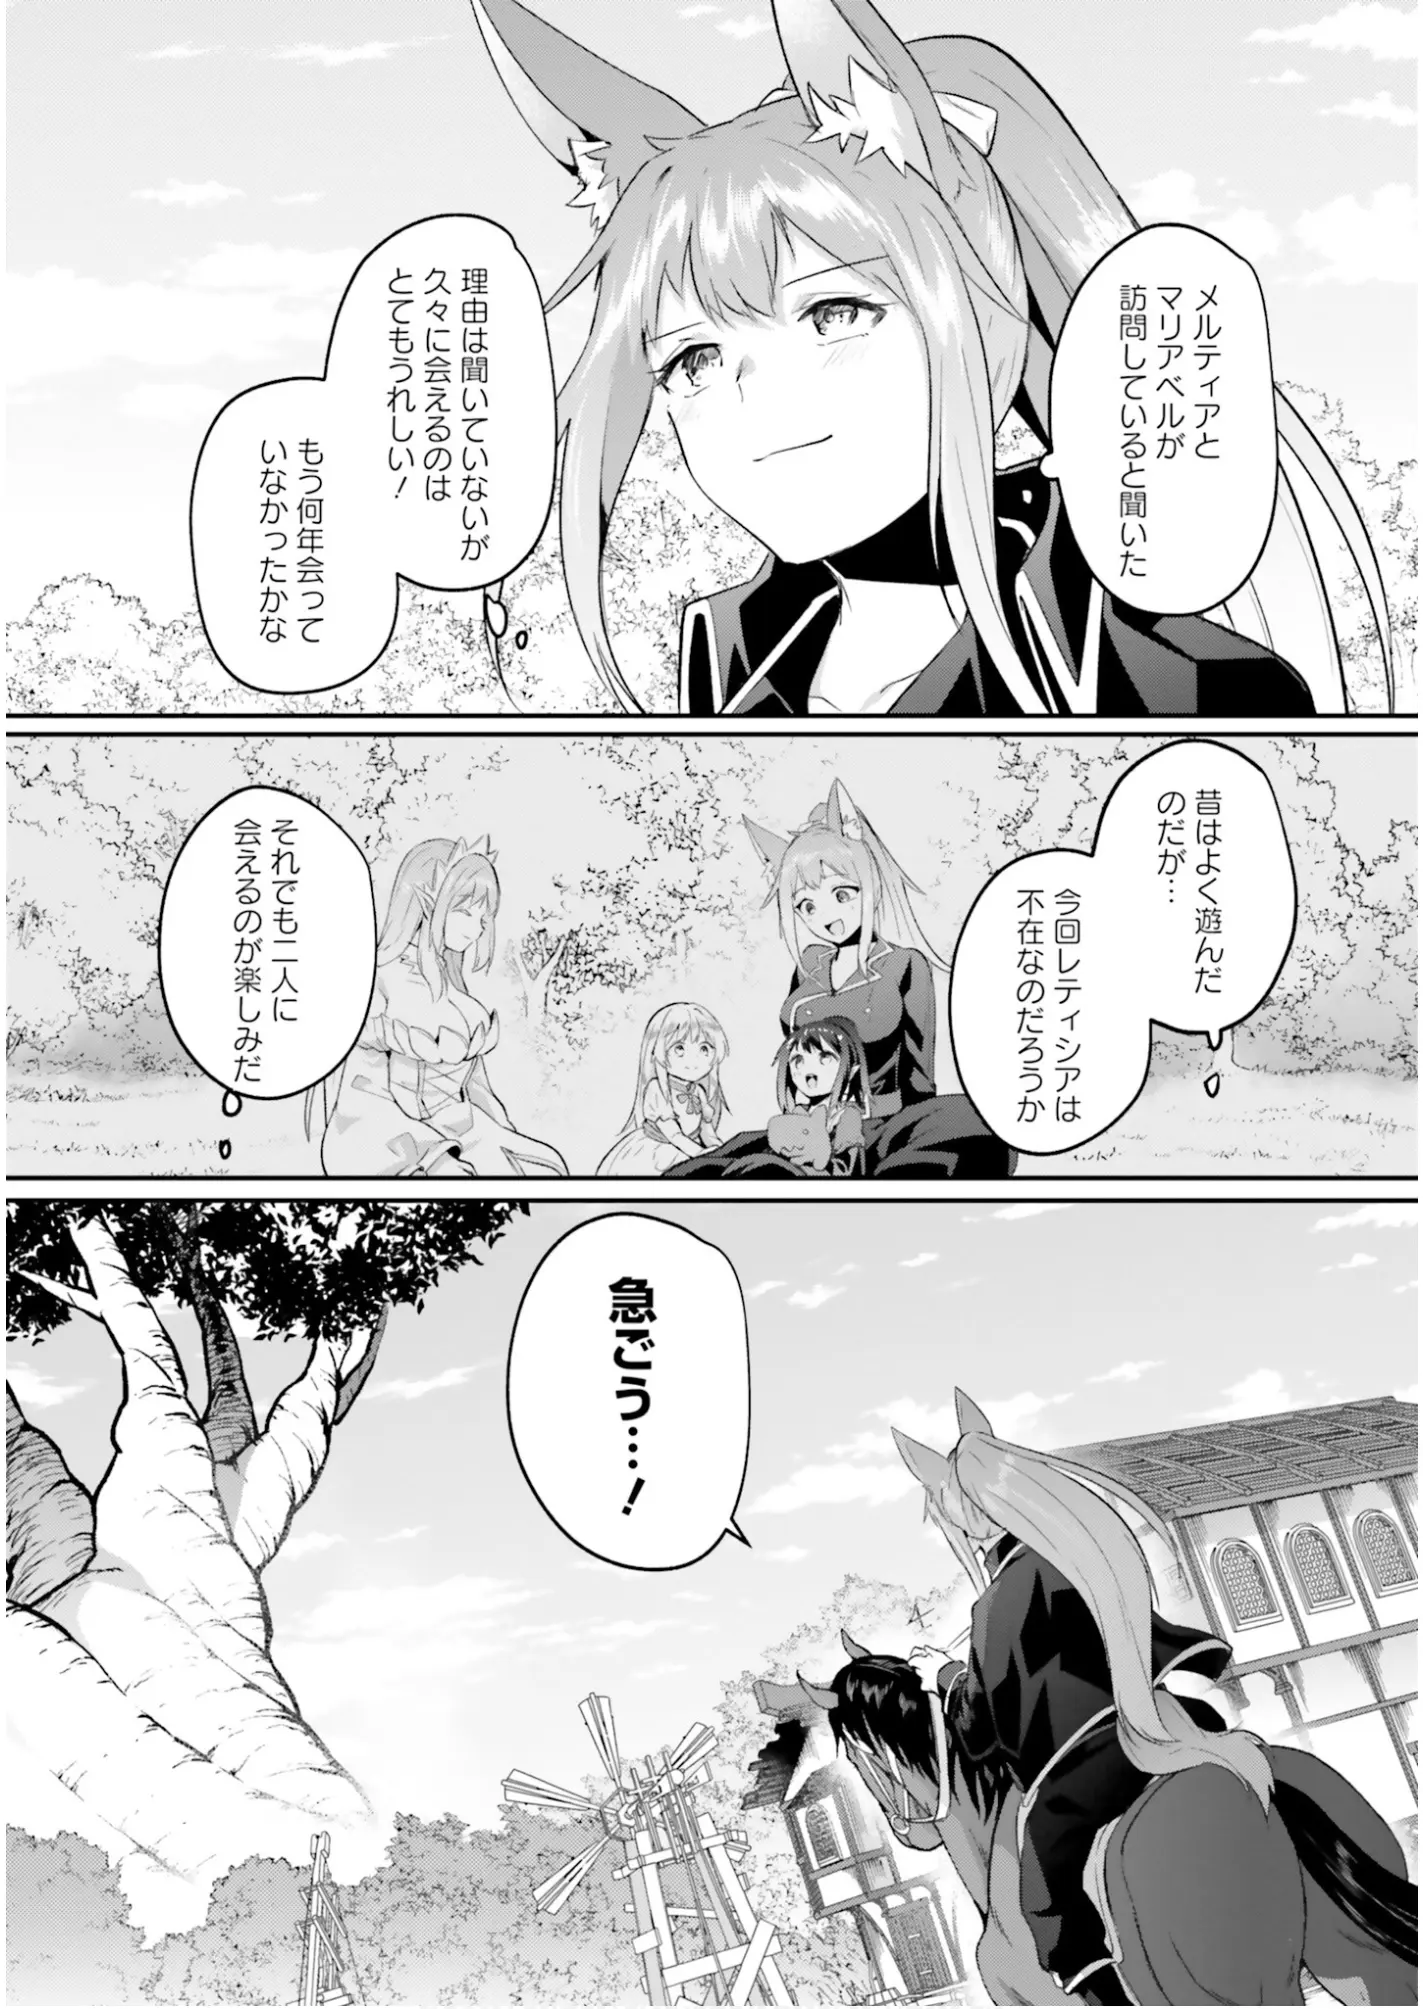 メルティアと
マリアベルが
訪問していると聞いた
理由は聞いていないが
久々に会えるのは
とてもうれしい！
もう何年会って
いなかったかな
昔はよく遊んだ
のだが…
今回レティシアは
不在なのだろうか
それでも二人に
会えるのが楽しみだ
急ごう…！